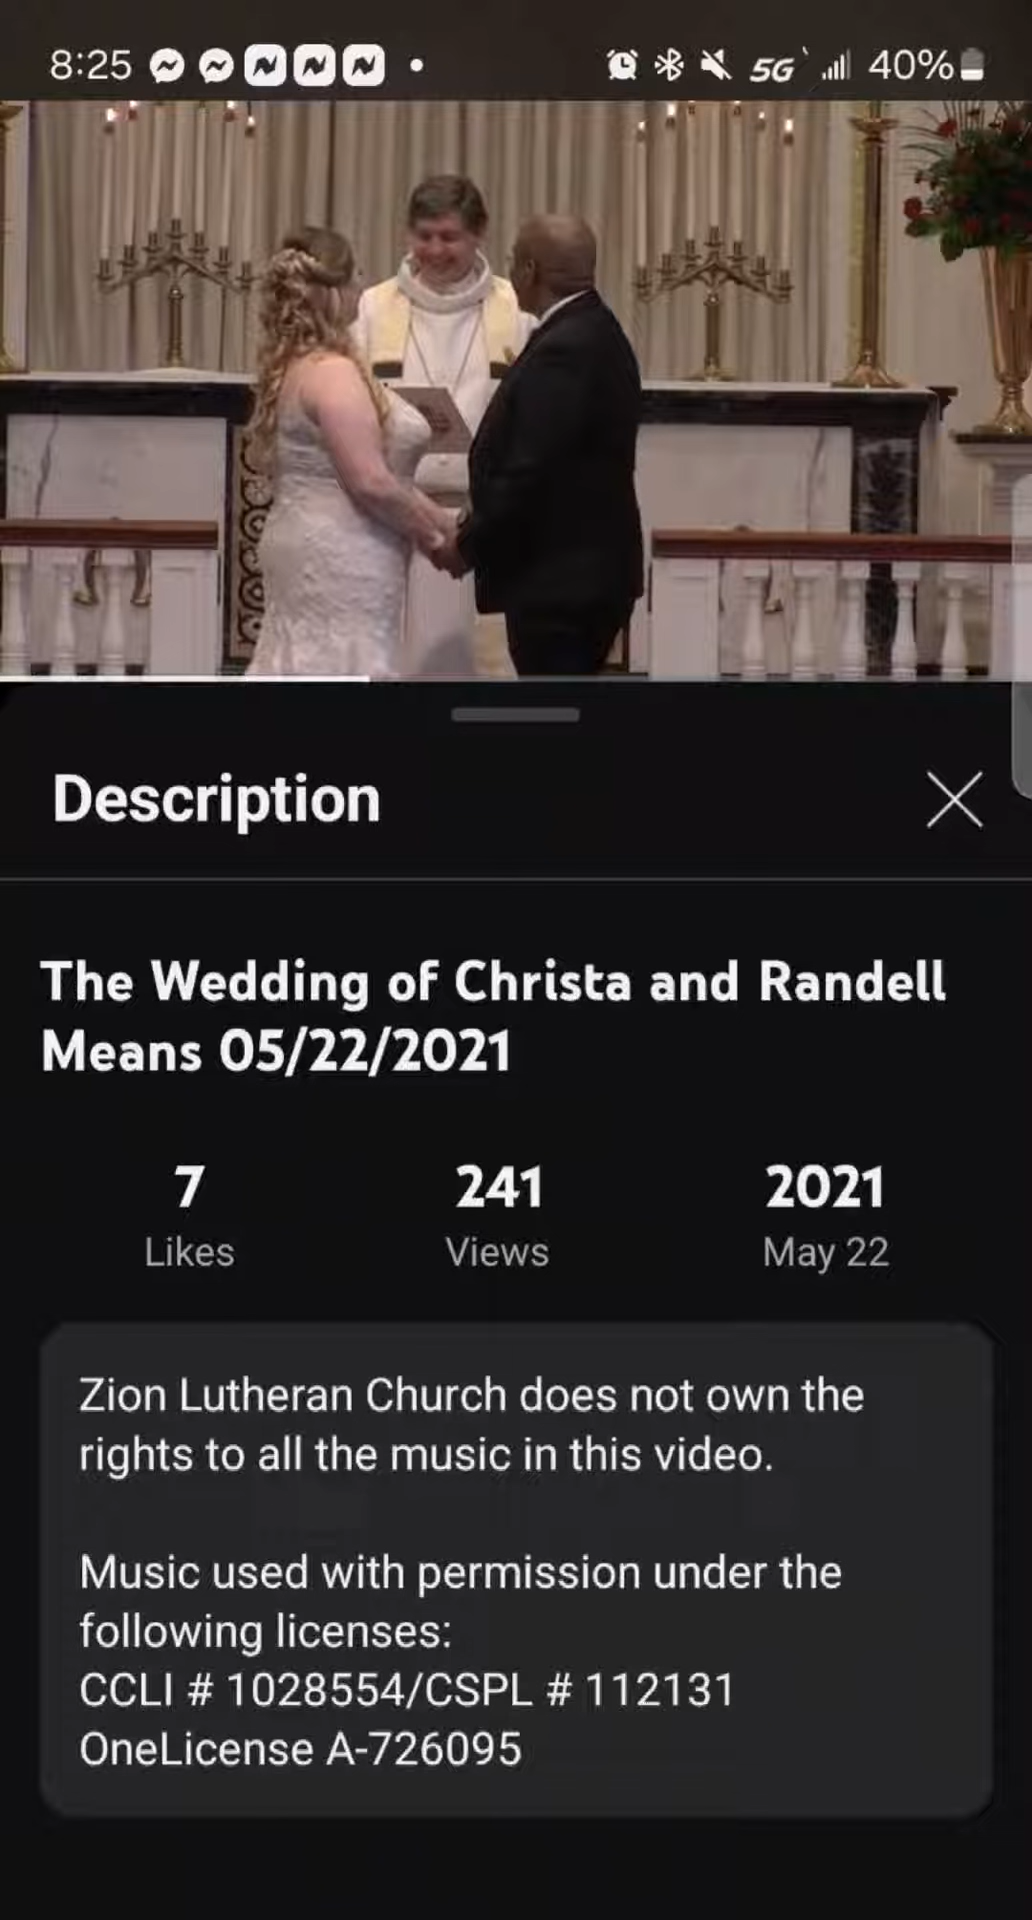 8:25 5G 40%
Description
The Wedding of Christa and Randell
Means 05/22/2021
7 241 2021
Likes Views May 22
Zion Lutheran Church does not own the
rights to all the music in this video.
Music used with permission under the
following licenses:
CCLI # 1028554/CSPL # 112131
OneLicense A-726095